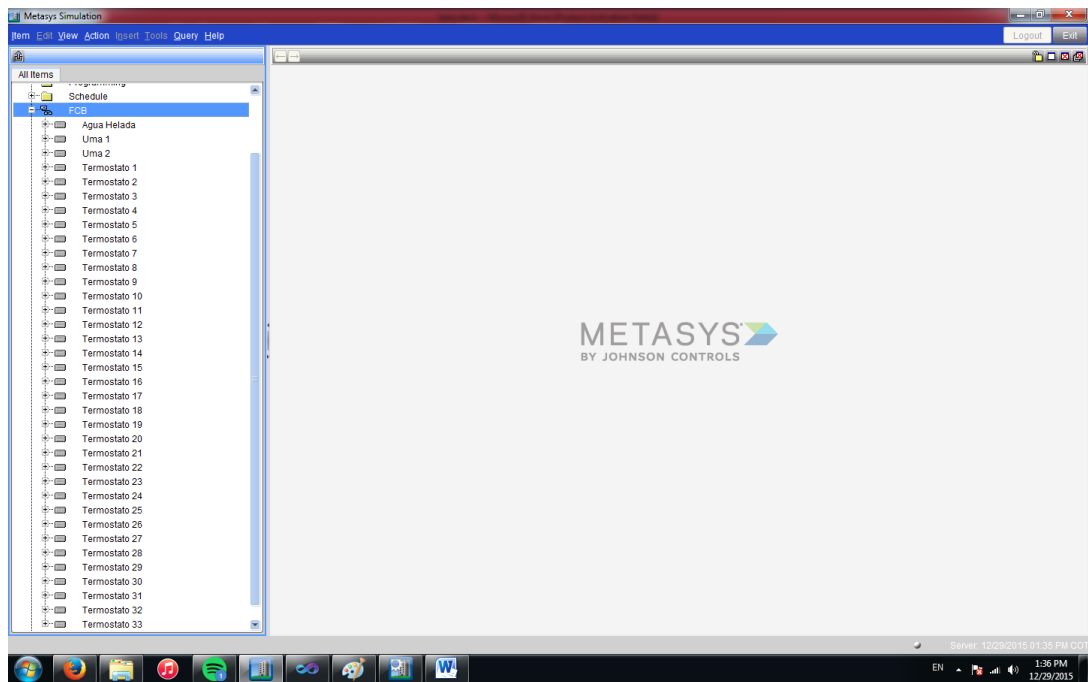 Metasys Simulation
Item Edit View Action Insert Tools Query Help
Logout Exit
All Items
Programming
Schedule
FCB
Agua Helada
Uma 1
Uma 2
Termostato 1
Termostato 2
Termostato 3
Termostato 4
Termostato 5
Termostato 6
Termostato 7
Termostato 8
Termostato 9
Termostato 10
Termostato 11
Termostato 12
Termostato 13
Termostato 14
Termostato 15
Termostato 16
Termostato 17
Termostato 18
Termostato 19
Termostato 20
Termostato 21
Termostato 22
Termostato 23
Termostato 24
Termostato 25
Termostato 26
Termostato 27
Termostato 28
Termostato 29
Termostato 30
Termostato 31
Termostato 32
Termostato 33
METASYS
BY JOHNSON CONTROLS
Server: 12/29/2015 01:35 PM COT
EN
1:36 PM
12/29/2015